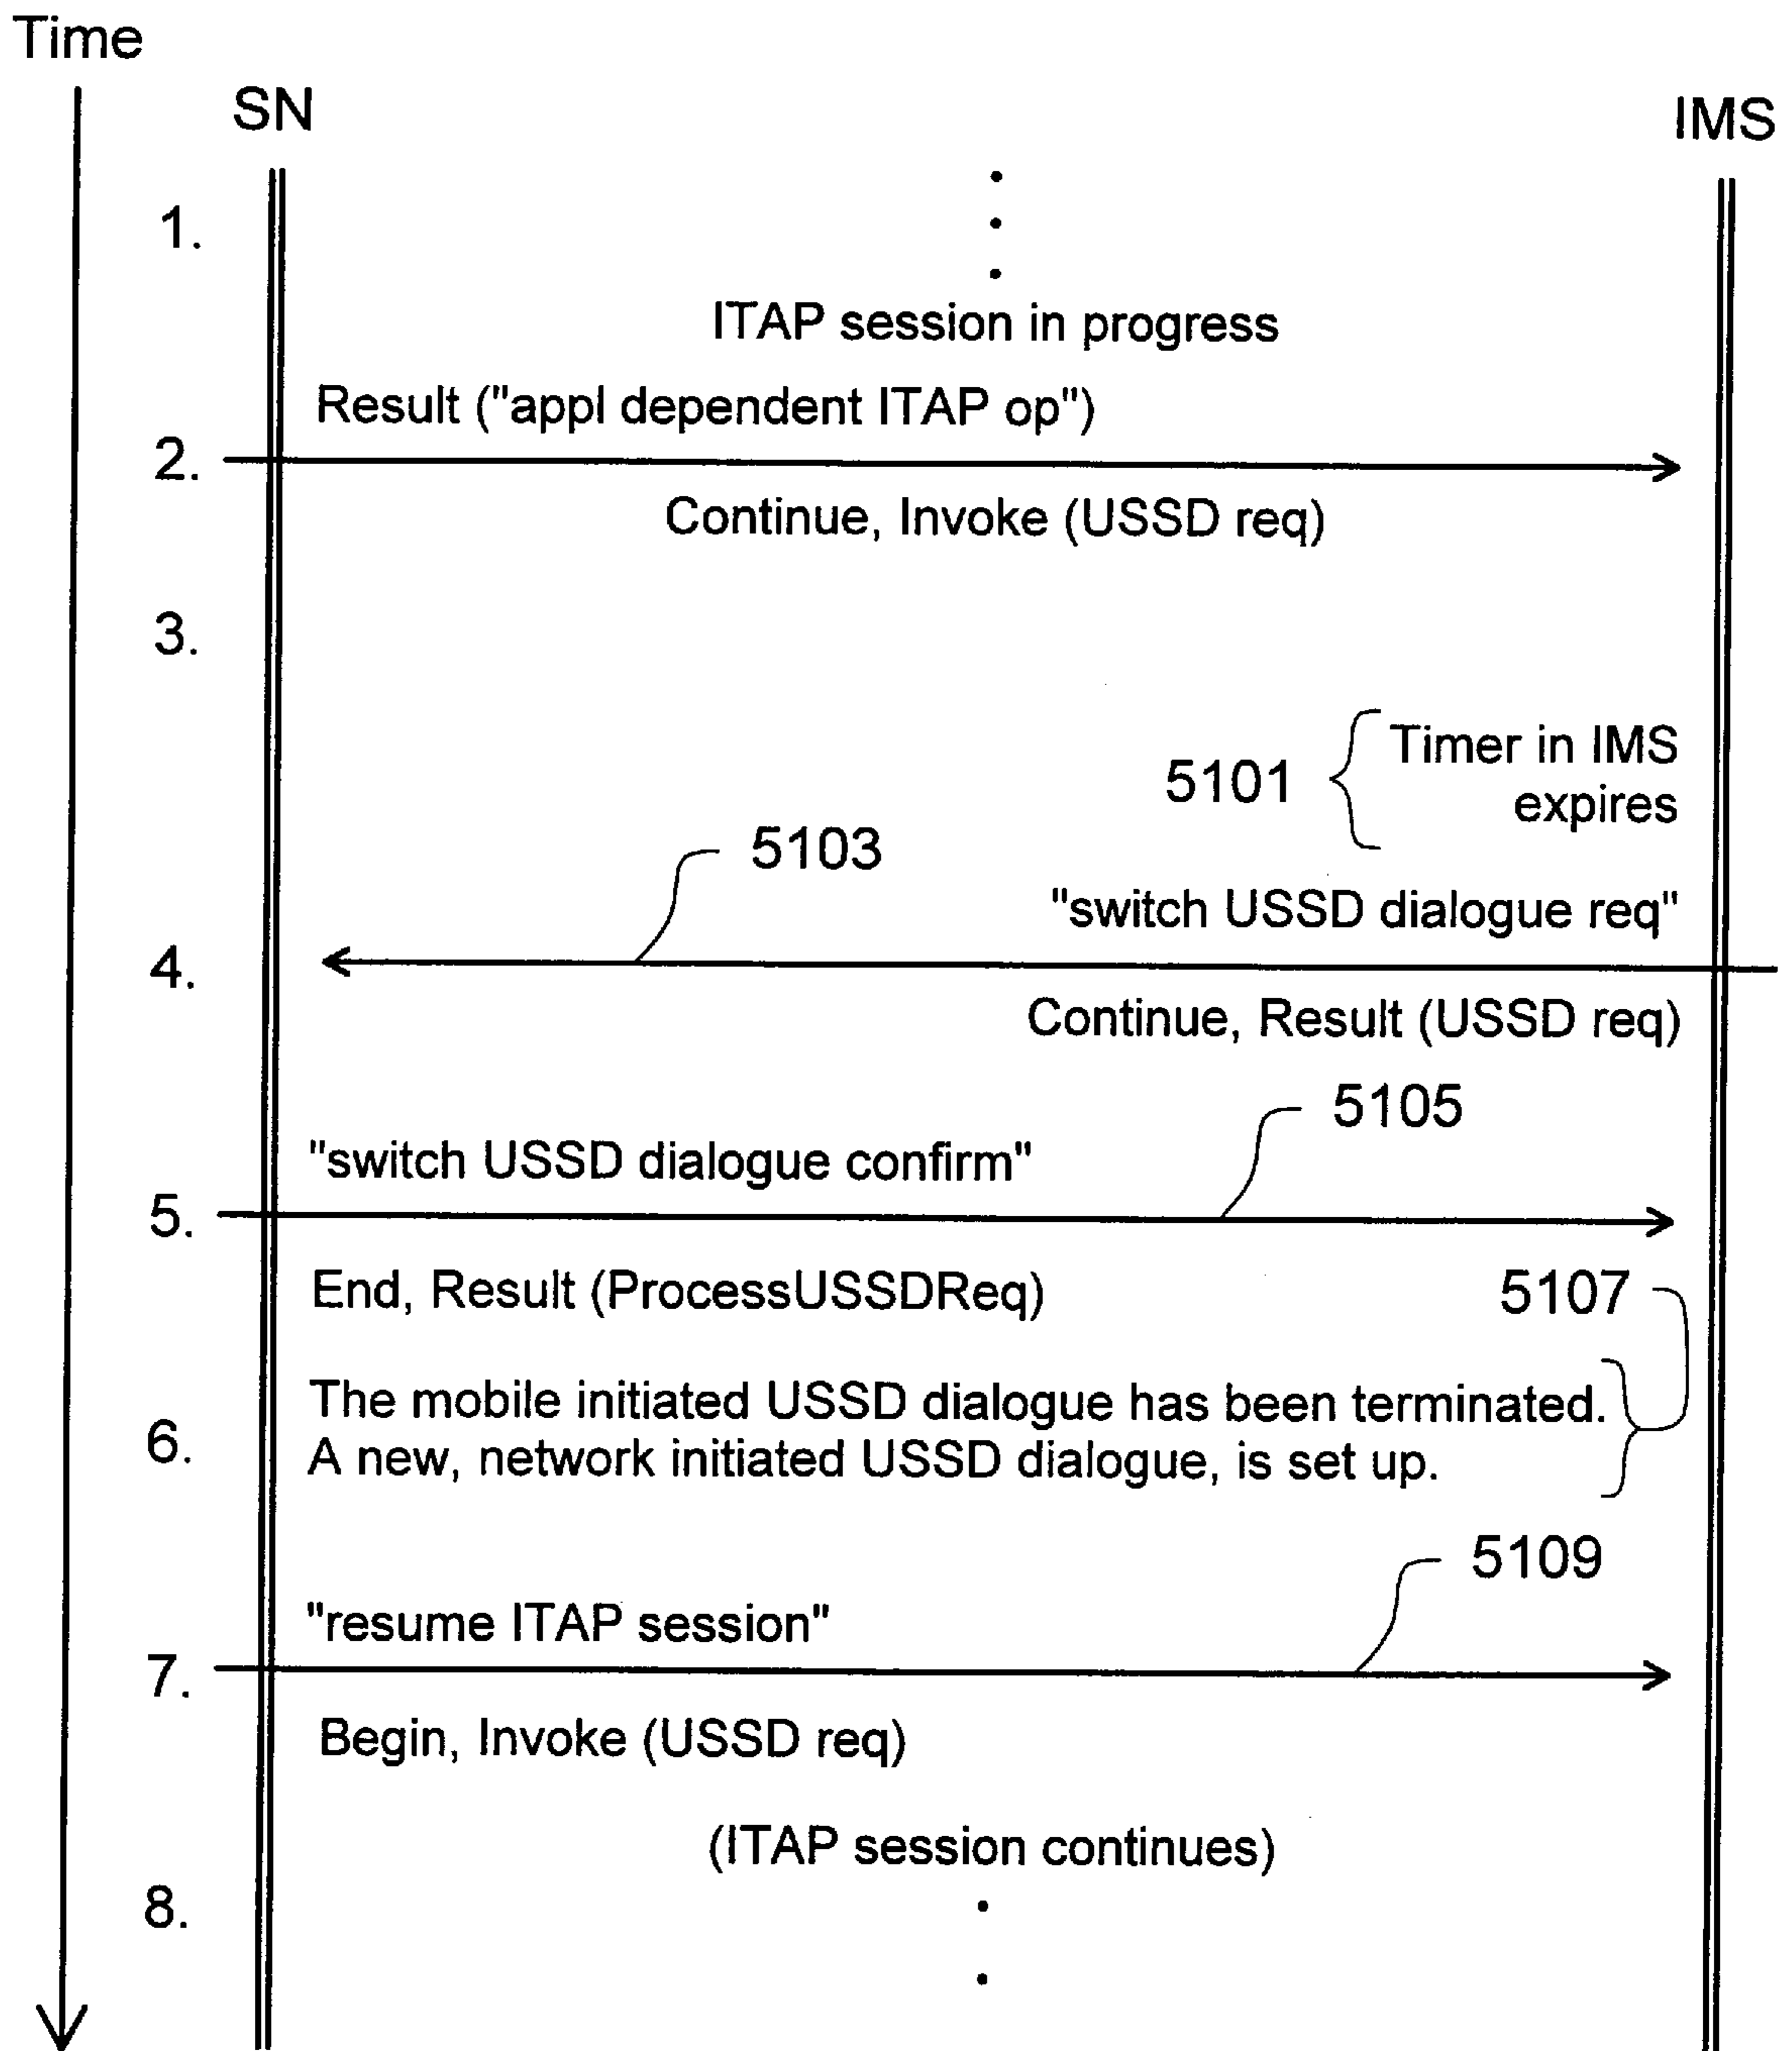 Time
SN
IMS
1.
ITAP session in progress
Result ("appl dependent ITAP op")
2.
Continue, Invoke (USSD req)
3.
5101
Timer in IMS
expires
5103
"switch USSD dialogue req"
4.
Continue, Result (USSD req)
5105
"switch USSD dialogue confirm"
5.
End, Result (ProcessUSSDReq)
5107
The mobile initiated USSD dialogue has been terminated.
6.
A new, network initiated USSD dialogue, is set up.
5109
"resume ITAP session"
7.
Begin, Invoke (USSD req)
(ITAP session continues)
8.